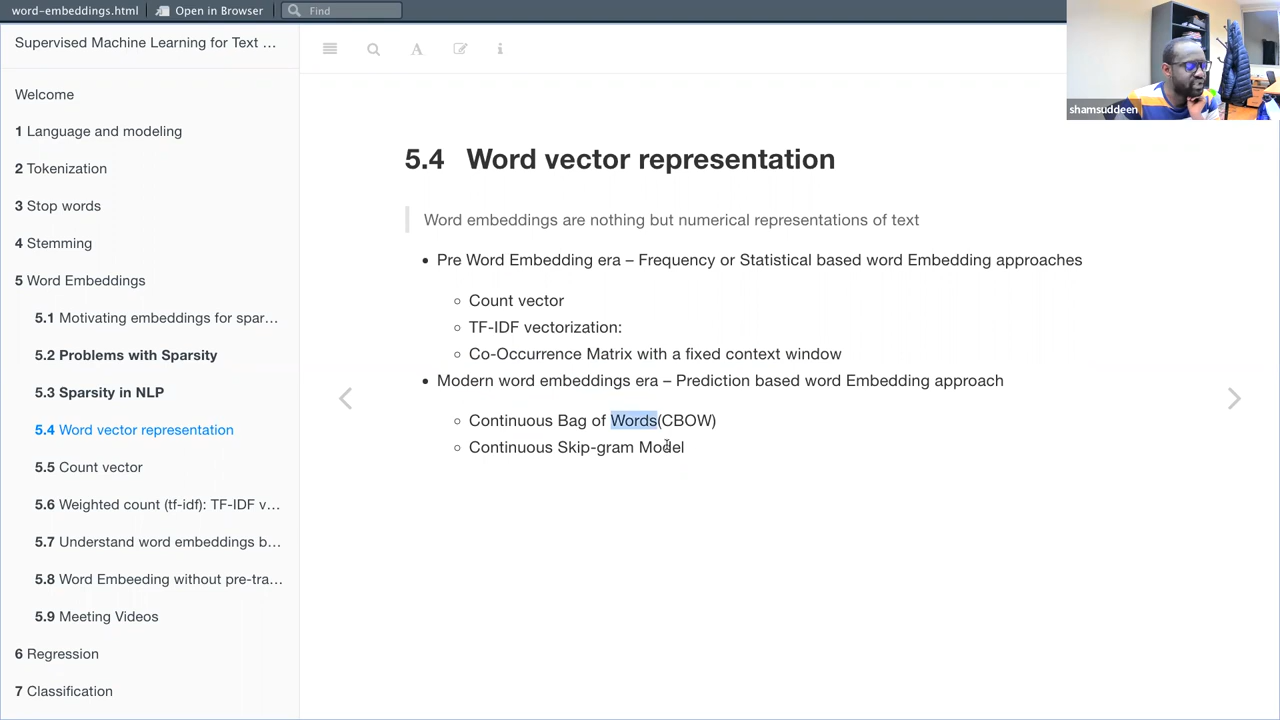 word-embeddings.html
Open in Browser
Find
Supervised Machine Learning for Text …
Welcome
1 Language and modeling
2 Tokenization
3 Stop words
4 Stemming
5 Word Embeddings
5.1 Motivating embeddings for spar…
5.2 Problems with Sparsity
5.3 Sparsity in NLP
5.4 Word vector representation
5.5 Count vector
5.6 Weighted count (tf-idf): TF-IDF v…
5.7 Understand word embeddings b…
5.8 Word Embeeding without pre-tra…
5.9 Meeting Videos
6 Regression
7 Classification
A
i
shamsuddeen
5.4 Word vector representation
Word embeddings are nothing but numerical representations of text
• Pre Word Embedding era – Frequency or Statistical based word Embedding approaches
Count vector
TF-IDF vectorization:
Co-Occurrence Matrix with a fixed context window
• Modern word embeddings era – Prediction based word Embedding approach
Continuous Bag of Words(CBOW)
Continuous Skip-gram Model